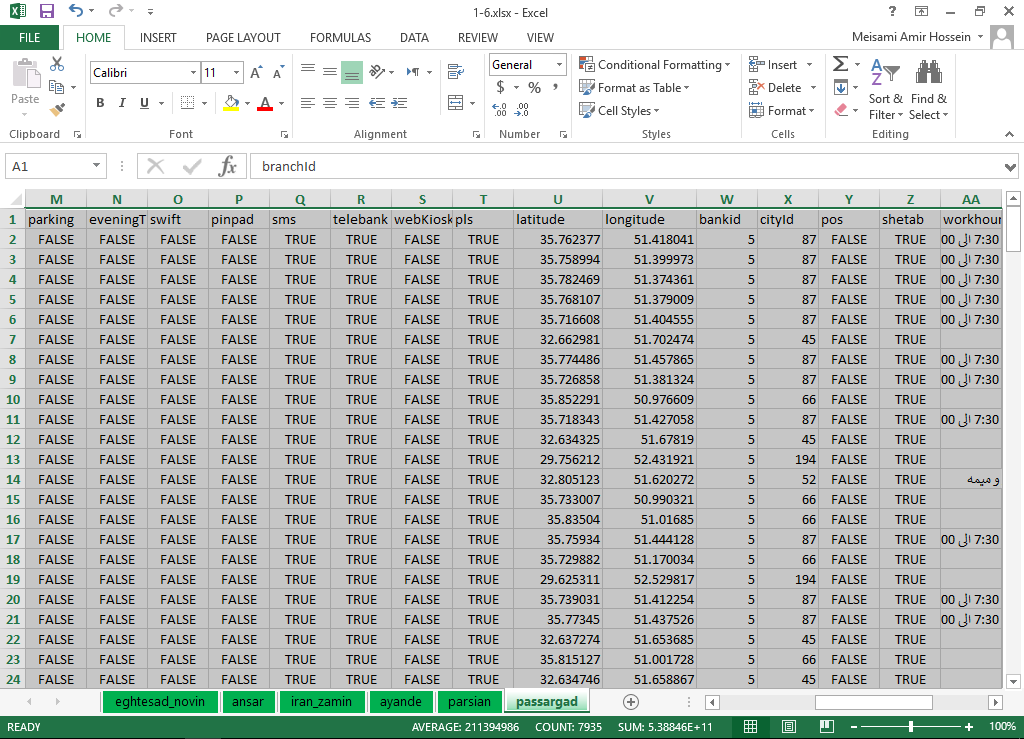 1-6.xlsx - Excel
FILE HOME INSERT PAGE LAYOUT FORMULAS DATA REVIEW VIEW Meisami Amir Hossein
Paste
Calibri 11
B I U A
General
$ % ,
Conditional Formatting
Format as Table
Cell Styles
Insert
Delete
Format
Sort & Filter
Find & Select
Clipboard Font Alignment Number Styles Cells Editing
A1 fx branchId
M N O P Q R S T U V W X Y Z AA
1 parking eveningT swift pinpad sms telebank webKiosk pls latitude longitude bankid cityId pos shetab workhour
2 FALSE FALSE FALSE FALSE TRUE TRUE FALSE TRUE 35.762377 51.418041 5 87 FALSE TRUE 7:30 الی 00
3 FALSE FALSE FALSE FALSE TRUE TRUE FALSE TRUE 35.758994 51.399973 5 87 FALSE TRUE 7:30 الی 00
4 FALSE FALSE FALSE FALSE TRUE TRUE FALSE TRUE 35.782469 51.374361 5 87 FALSE TRUE 7:30 الی 00
5 FALSE FALSE FALSE FALSE TRUE TRUE FALSE TRUE 35.768107 51.379009 5 87 FALSE TRUE 7:30 الی 00
6 FALSE FALSE FALSE FALSE TRUE TRUE FALSE TRUE 35.716608 51.404555 5 87 FALSE TRUE 7:30 الی 00
7 FALSE FALSE FALSE FALSE TRUE TRUE FALSE TRUE 32.662981 51.702474 5 45 FALSE TRUE
8 FALSE FALSE FALSE FALSE TRUE TRUE FALSE TRUE 35.774486 51.457865 5 87 FALSE TRUE 7:30 الی 00
9 FALSE FALSE FALSE FALSE TRUE TRUE FALSE TRUE 35.726858 51.381324 5 87 FALSE TRUE 7:30 الی 00
10 FALSE FALSE FALSE FALSE TRUE TRUE FALSE TRUE 35.852291 50.976609 5 66 FALSE TRUE
11 FALSE FALSE FALSE FALSE TRUE TRUE FALSE TRUE 35.718343 51.427058 5 87 FALSE TRUE 7:30 الی 00
12 FALSE FALSE FALSE FALSE TRUE TRUE FALSE TRUE 32.634325 51.67819 5 45 FALSE TRUE
13 FALSE FALSE FALSE FALSE TRUE TRUE FALSE TRUE 29.756212 52.431921 5 194 FALSE TRUE
14 FALSE FALSE FALSE FALSE TRUE TRUE FALSE TRUE 32.805123 51.620272 5 52 FALSE TRUE و میمه
15 FALSE FALSE FALSE FALSE TRUE TRUE FALSE TRUE 35.733007 50.990321 5 66 FALSE TRUE
16 FALSE FALSE FALSE FALSE TRUE TRUE FALSE TRUE 35.83504 51.01685 5 66 FALSE TRUE
17 FALSE FALSE FALSE FALSE TRUE TRUE FALSE TRUE 35.75934 51.444128 5 87 FALSE TRUE 7:30 الی 00
18 FALSE FALSE FALSE FALSE TRUE TRUE FALSE TRUE 35.729882 51.170034 5 66 FALSE TRUE
19 FALSE FALSE FALSE FALSE TRUE TRUE FALSE TRUE 29.625311 52.529817 5 194 FALSE TRUE
20 FALSE FALSE FALSE FALSE TRUE TRUE FALSE TRUE 35.739031 51.412254 5 87 FALSE TRUE 7:30 الی 00
21 FALSE FALSE FALSE FALSE TRUE TRUE FALSE TRUE 35.77345 51.437526 5 87 FALSE TRUE 7:30 الی 00
22 FALSE FALSE FALSE FALSE TRUE TRUE FALSE TRUE 32.637274 51.653685 5 45 FALSE TRUE
23 FALSE FALSE FALSE FALSE TRUE TRUE FALSE TRUE 35.815127 51.001728 5 66 FALSE TRUE
24 FALSE FALSE FALSE FALSE TRUE TRUE FALSE TRUE 32.634746 51.658867 5 45 FALSE TRUE
eghtesad_novin ansar iran_zamin ayande parsian passargad
READY AVERAGE: 211394986 COUNT: 7935 SUM: 5.38846E+11 100%